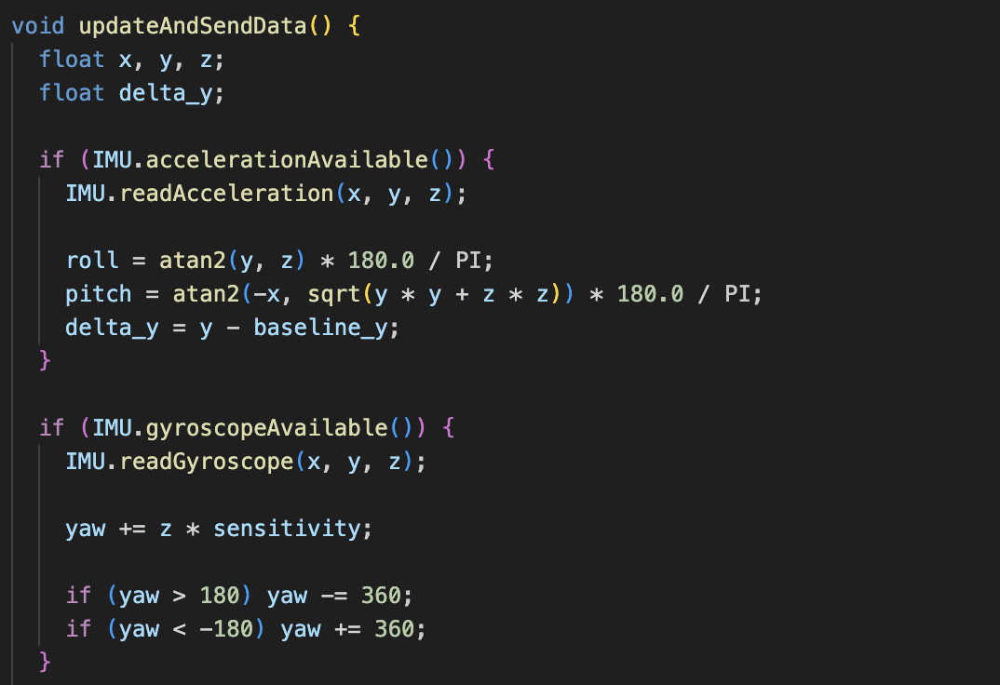 void updateAndSendData() {
float x, y, z;
float delta_y;
if (IMU.accelerationAvailable()) {
IMU.readAcceleration(x, y, z);
roll = atan2(y, z) * 180.0 / PI;
pitch = atan2(-x, sqrt(y * y + z * z)) * 180.0 / PI;
delta_y = y - baseline_y;
}
if (IMU.gyroscopeAvailable()) {
IMU.readGyroscope(x, y, z);
yaw += z * sensitivity;
if (yaw > 180) yaw -= 360;
if (yaw < -180) yaw += 360;
}